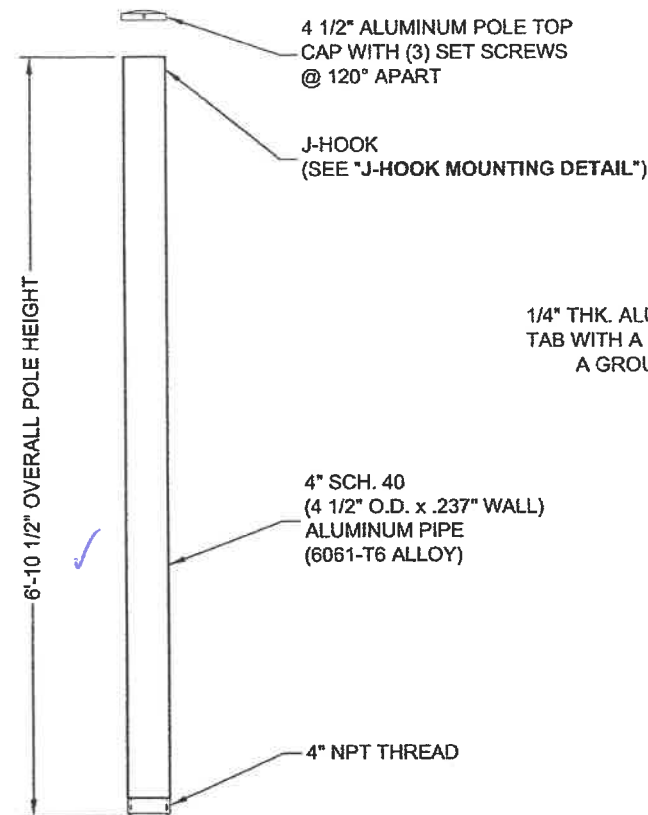 4 1/2" ALUMINUM POLE TOP
CAP WITH (3) SET SCREWS
@ 120° APART
J-HOOK
(SEE "J-HOOK MOUNTING DETAIL")
6'-10 1/2" OVERALL POLE HEIGHT
1/4" THK. ALU
TAB WITH A
A GROU
4" SCH. 40
(4 1/2" O.D. x .237" WALL)
ALUMINUM PIPE
(6061-T6 ALLOY)
4" NPT THREAD